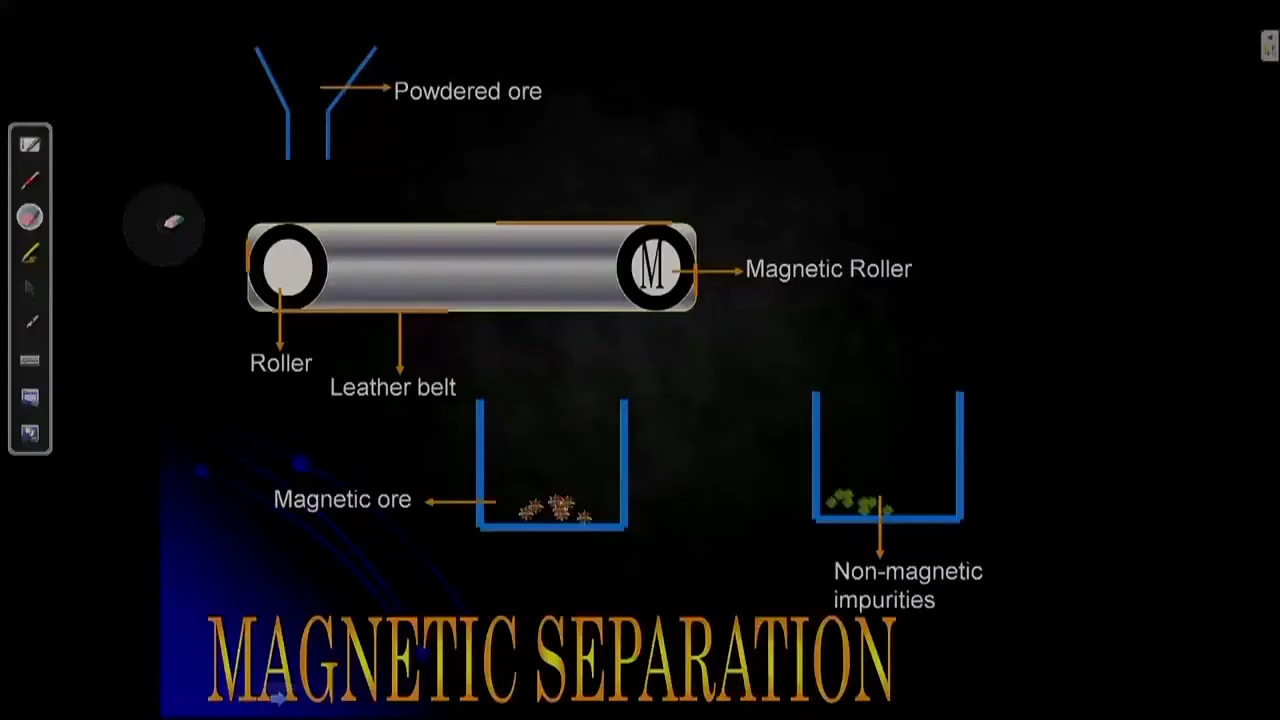 Powdered ore
M
Magnetic Roller
Roller
Leather belt
Magnetic ore
Non-magnetic
impurities
MAGNETIC SEPARATION